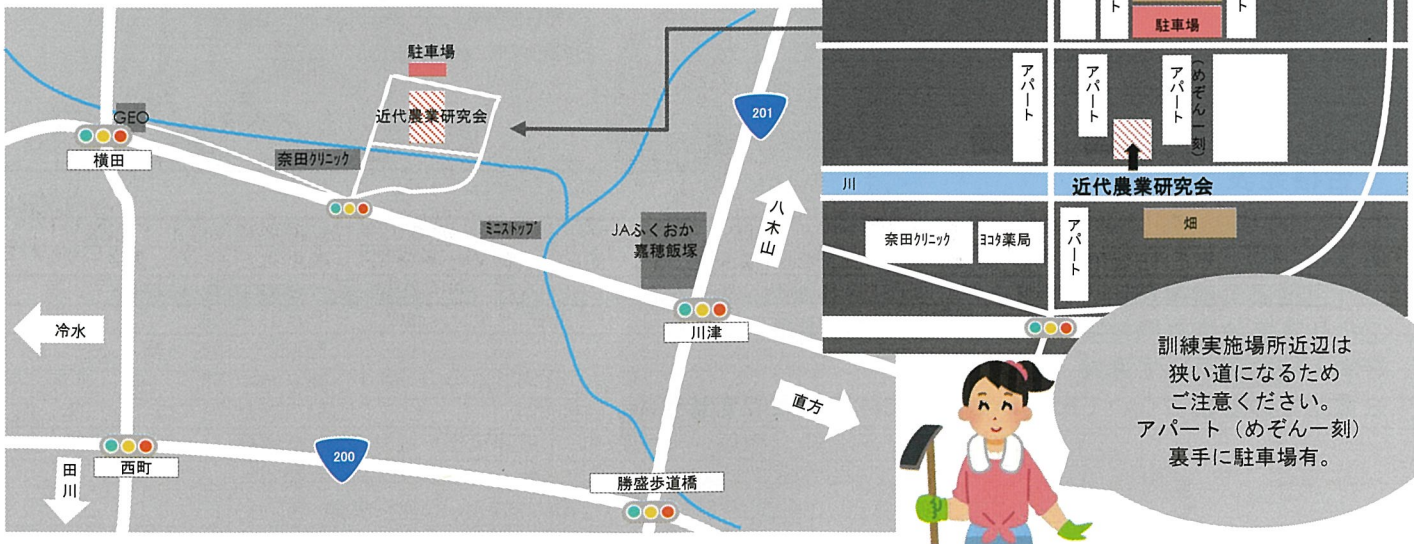 駐車場
近代農業研究会
GEO
横田
奈田クリニック
ミニストップ
JAふくおか
嘉穂飯塚
201
八木山
川津
冷水
直方
田川
西町
200
勝盛歩道橋
ト
ト
駐車場
アパート
アパート
アパート
(めぞん一刻)
川
近代農業研究会
奈田クリニック
ヨコタ薬局
アパート
畑
訓練実施場所近辺は
狭い道になるため
ご注意ください。
アパート(めぞん一刻)
裏手に駐車場有。